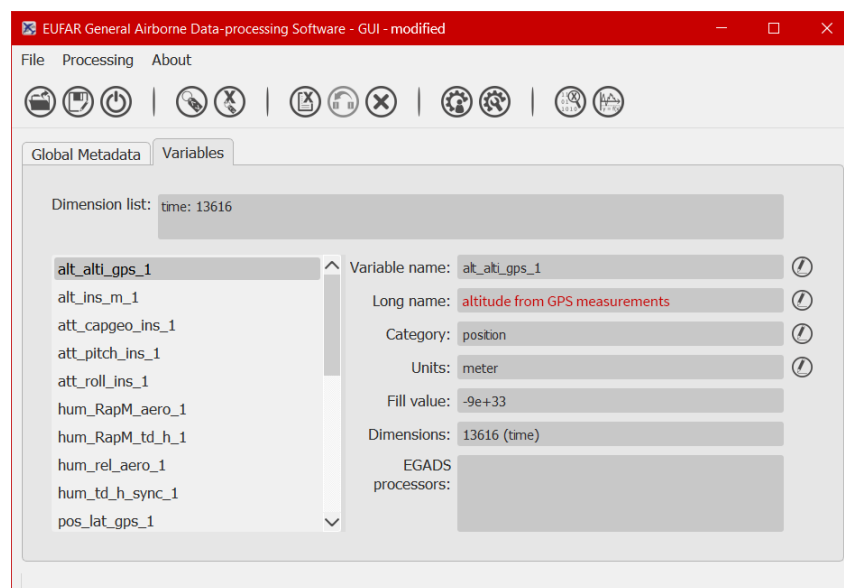 EUFAR General Airborne Data-processing Software - GUI - modified
File Processing About
Global Metadata Variables
Dimension list: time: 13616
alt_alti_gps_1
alt_ins_m_1
att_capgeo_ins_1
att_pitch_ins_1
att_roll_ins_1
hum_RapM_aero_1
hum_RapM_td_h_1
hum_rel_aero_1
hum_td_h_sync_1
pos_lat_gps_1
Variable name: alt_alti_gps_1
Long name: altitude from GPS measurements
Category: position
Units: meter
Fill value: -9e+33
Dimensions: 13616 (time)
EGADS
processors: